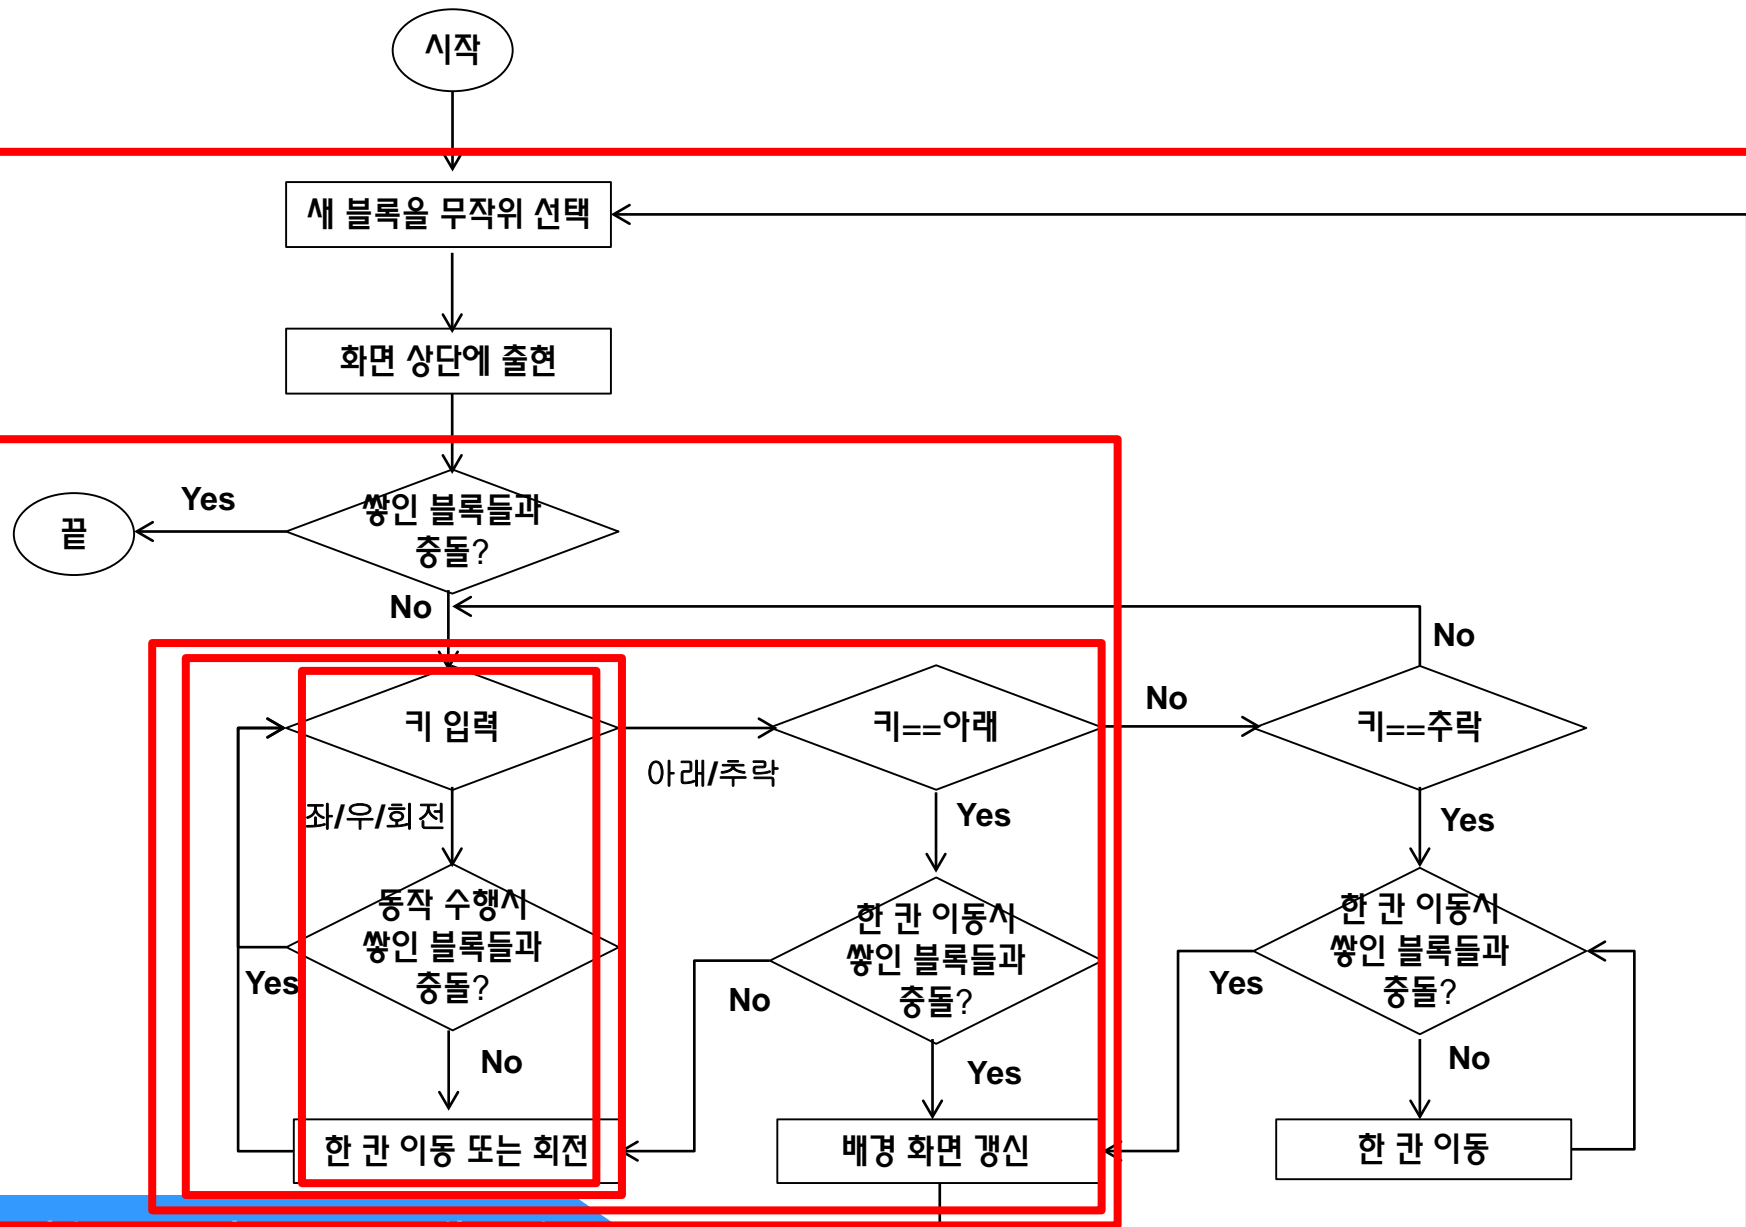 시작
새 블록을 무작위 선택
화면 상단에 출현
쌓인 블록들과
충돌?
Yes
끝
No
키 입력
좌/우/회전
아래/추락
키==아래
No
키==추락
No
Yes
Yes
동작 수행시
쌓인 블록들과
충돌?
Yes
No
한 칸 이동시
쌓인 블록들과
충돌?
No
Yes
한 칸 이동시
쌓인 블록들과
충돌?
Yes
No
한 칸 이동 또는 회전
배경 화면 갱신
한 칸 이동